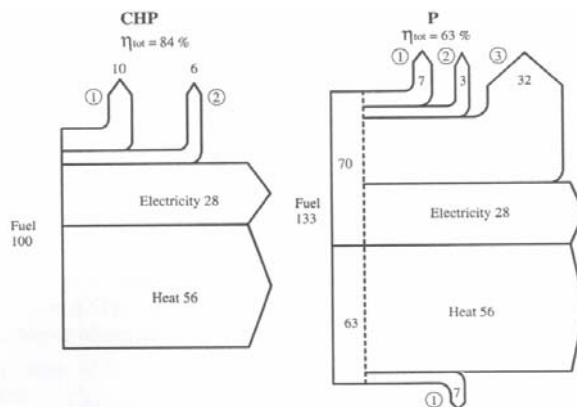 CHP
ηtot = 84 %
10
6
①
②
Electricity 28
Fuel
100
Heat 56
P
ηtot = 63 %
①
②
③
7
3
32
70
Fuel
133
Electricity 28
63
Heat 56
①
7